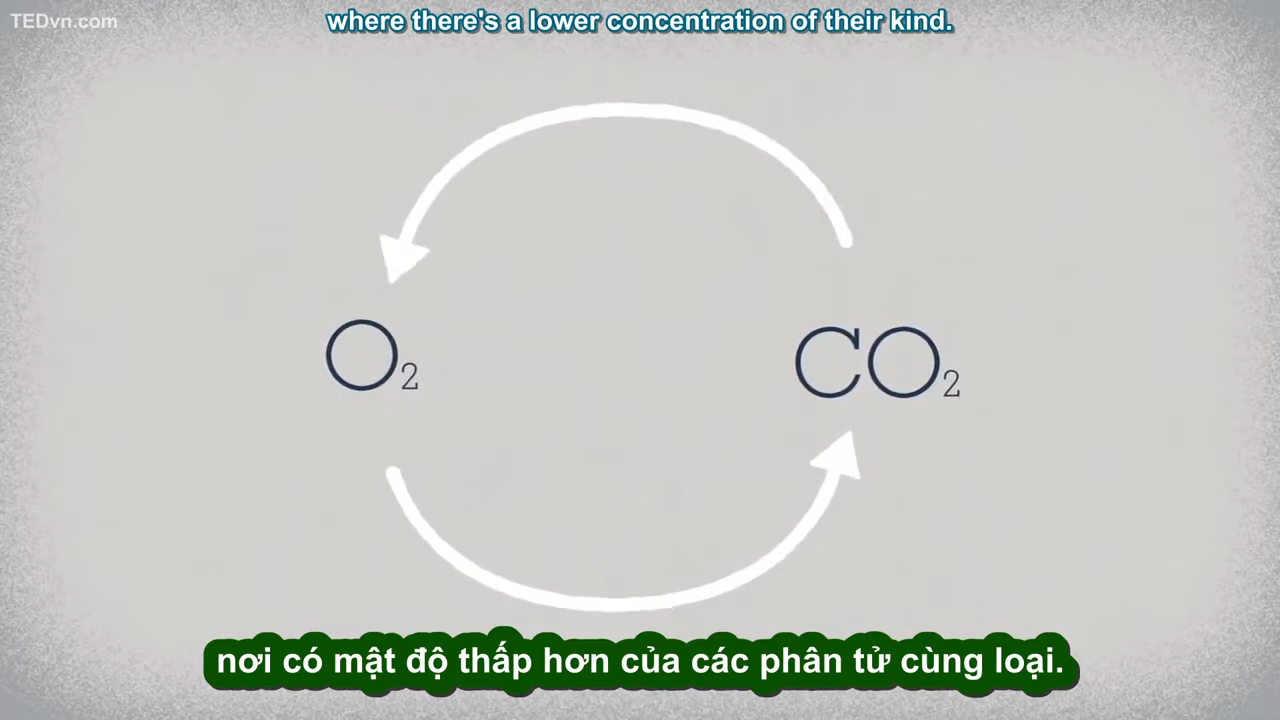 TEDvn.com
where there's a lower concentration of their kind.
O₂
CO₂
nơi có mật độ thấp hơn của các phân tử cùng loại.